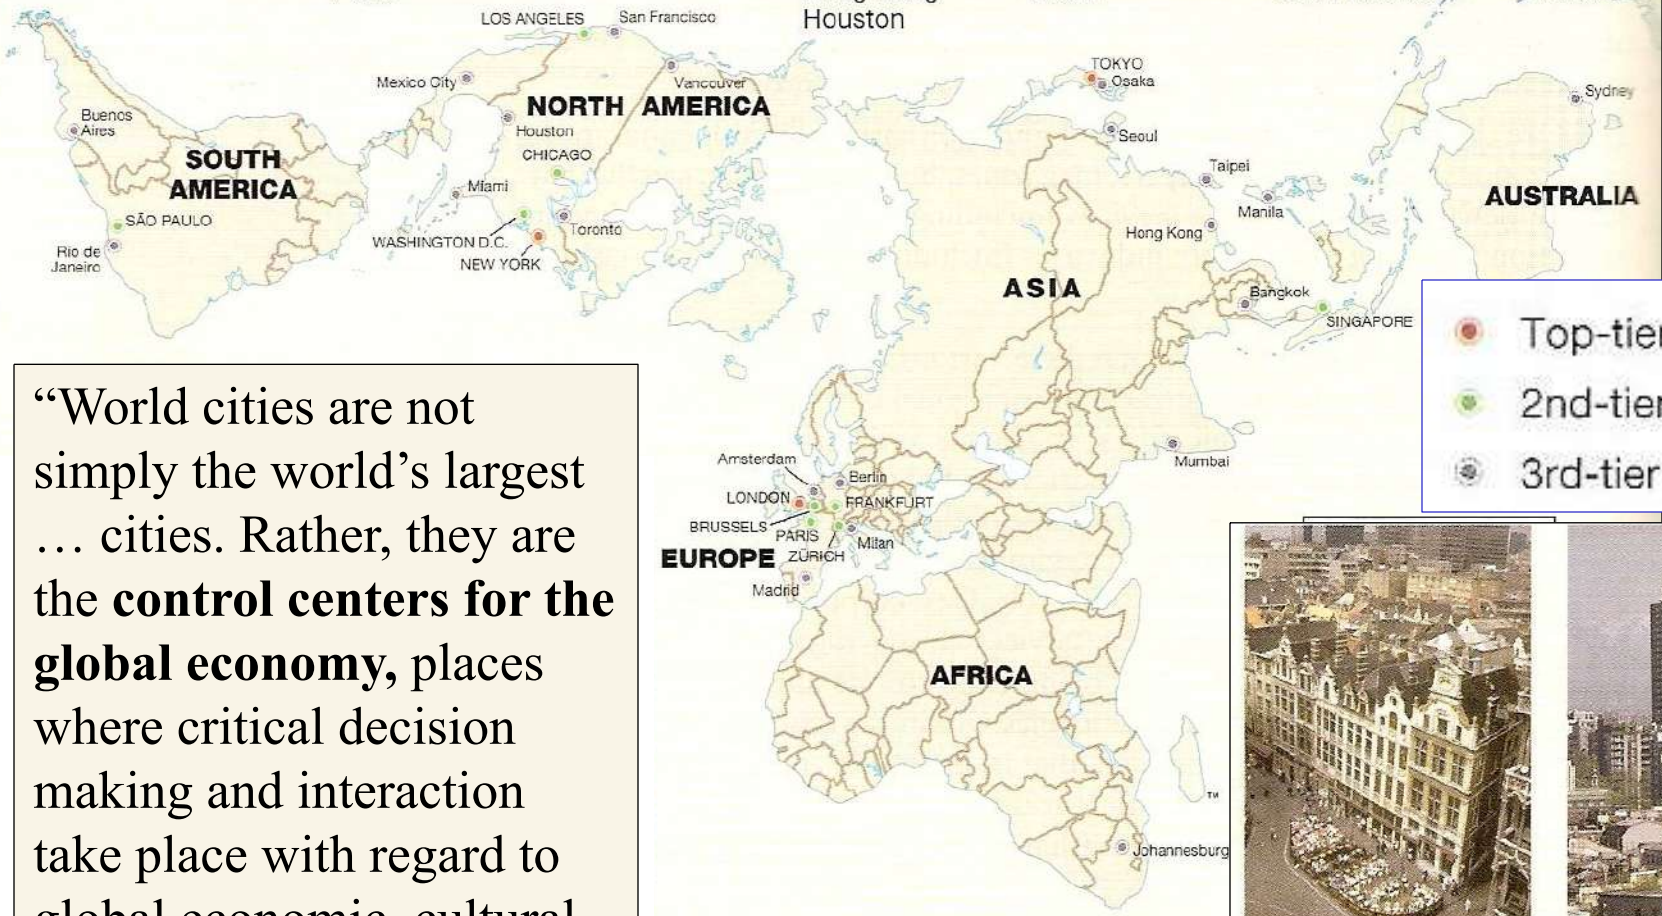 Houston
LOS ANGELES
San Francisco
Mexico City
Vancouver
NORTH AMERICA
Houston
CHICAGO
Miami
Toronto
WASHINGTON D.C.
NEW YORK
Buenos
Aires
SOUTH
AMERICA
SÃO PAULO
Rio de
Janeiro
TOKYO
Osaka
Seoul
Taipei
Manila
Hong Kong
ASIA
Bangkok
SINGAPORE
Mumbai
Sydney
AUSTRALIA
Top-tier
2nd-tier
3rd-tier
Amsterdam
Berlin
LONDON
FRANKFURT
BRUSSELS
PARIS
ZÜRICH
Milan
EUROPE
Madrid
AFRICA
Johannesburg
TM
“World cities are not
simply the world’s largest
… cities. Rather, they are
the control centers for the
global economy, places
where critical decision
making and interaction
take place with regard to
global economic, cultural